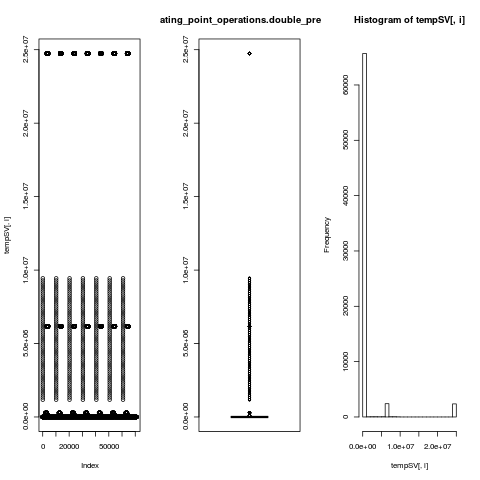 tempSV[, i]
0.0e+00
5.0e+06
1.0e+07
1.5e+07
2.0e+07
2.5e+07
0 20000 50000
Index
ating_point_operations.double_pre
0.0e+00
5.0e+06
1.0e+07
1.5e+07
2.0e+07
2.5e+07
Histogram of tempSV[, i]
Frequency
0
10000
20000
30000
40000
50000
60000
0.0e+00 1.0e+07 2.0e+07
tempSV[, i]